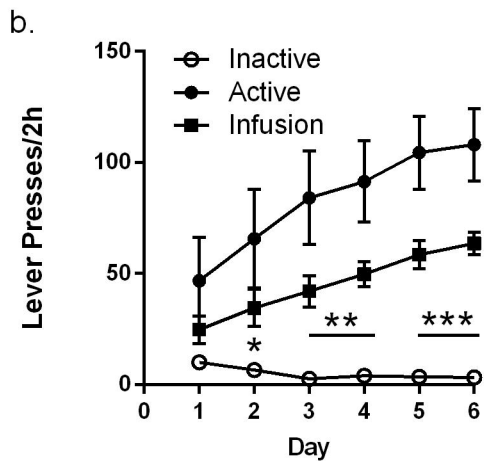 b.
Inactive
Active
Infusion
Lever Presses/2h
150
100
50
0
*
**
***
0 1 2 3 4 5 6
Day